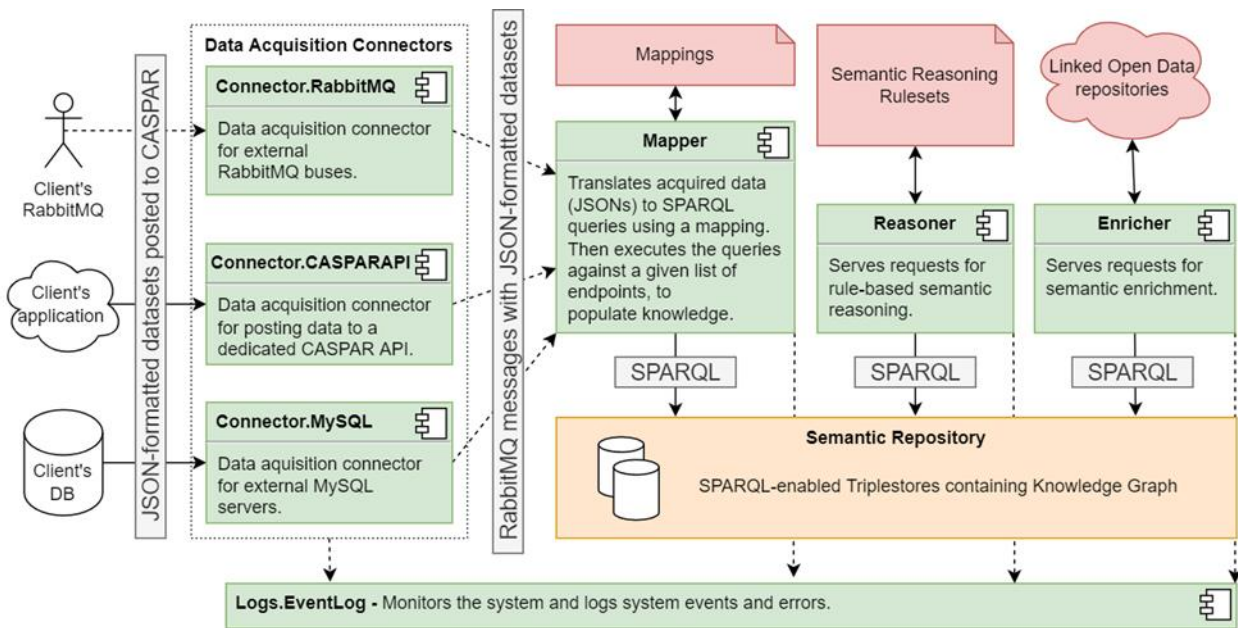 Data Acquisition Connectors
JSON-formatted datasets posted to CASPAR
RabbitMQ messages with JSON-formatted datasets
Client's
RabbitMQ
Connector.RabbitMQ
Data acquisition connector
for external
RabbitMQ buses.
Client's
application
Connector.CASPARAPI
Data acquisition connector
for posting data to a
dedicated CASPAR API.
Client's
DB
Connector.MySQL
Data aquisition connector
for external MySQL
servers.
Mappings
Mapper
Translates acquired data
(JSONs) to SPARQL
queries using a mapping.
Then executes the queries
against a given list of
endpoints, to
populate knowledge.
SPARQL
Semantic Reasoning
Rulesets
Reasoner
Serves requests for
rule-based semantic
reasoning.
SPARQL
Linked Open Data
repositories
Enricher
Serves requests for
semantic enrichment.
SPARQL
Semantic Repository
SPARQL-enabled Triplestores containing Knowledge Graph
Logs.EventLog - Monitors the system and logs system events and errors.